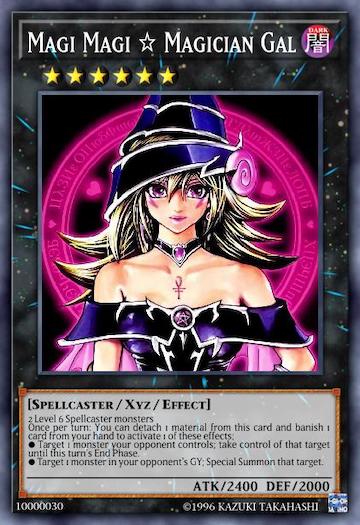 Magi Magi ☆ Magician Gal
DARK
闇
[Spellcaster / Xyz / Effect]
2 Level 6 Spellcaster monsters
Once per turn: You can detach 1 material from this card and banish 1
card from your hand to activate 1 of these effects;
● Target 1 monster your opponent controls; take control of that target
until this turn's End Phase.
● Target 1 monster in your opponent's GY; Special Summon that target.
ATK/2400 DEF/2000
10000030
©1996 KAZUKI TAKAHASHI